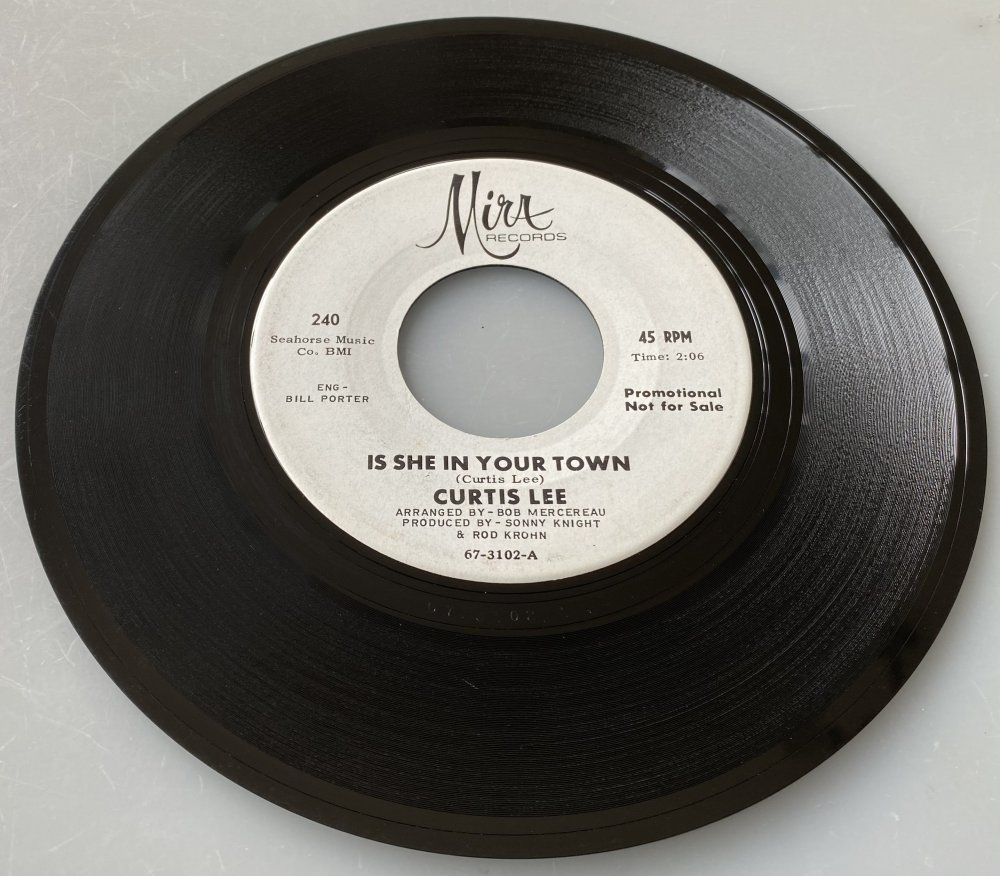 Mira
RECORDS
240
Seahorse Music
Co. BMI
ENG -
BILL PORTER
45 RPM
Time: 2:06
Promotional
Not for Sale
IS SHE IN YOUR TOWN
(Curtis Lee)
CURTIS LEE
ARRANGED BY - BOB MERCEREAU
PRODUCED BY - SONNY KNIGHT
& ROD KROHN
67-3102-A